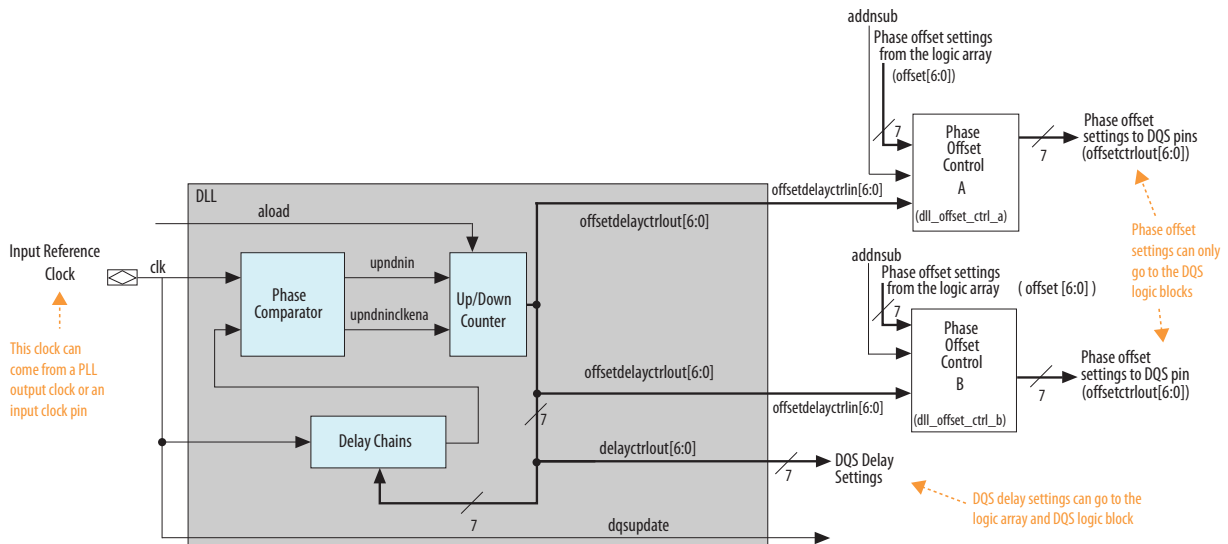 addnsub
Phase offset settings
from the logic array
(offset[6:0])
7
Phase
Offset
Control
A
(dll_offset_ctrl_a)
7
Phase offset
settings to DQS pins
(offsetctrlout[6:0])
DLL
aload
offsetdelayctrlout[6:0]
offsetdelayctrlin[6:0]
Phase offset
settings can only
go to the DQS
logic blocks
Input Reference
Clock
clk
Phase
Comparator
upndnin
upndninclkena
Up/Down
Counter
addnsub
Phase offset settings
from the logic array ( offset [6:0] )
7
Phase
Offset
Control
B
(dll_offset_ctrl_b)
7
Phase offset
settings to DQS pin
(offsetctrlout[6:0])
This clock can
come from a PLL
output clock or an
input clock pin
offsetdelayctrlout[6:0]
offsetdelayctrlin[6:0]
7
Delay Chains
delayctrlout[6:0]
7
DQS Delay
Settings
7
DQS delay settings can go to the
logic array and DQS logic block
dqsupdate